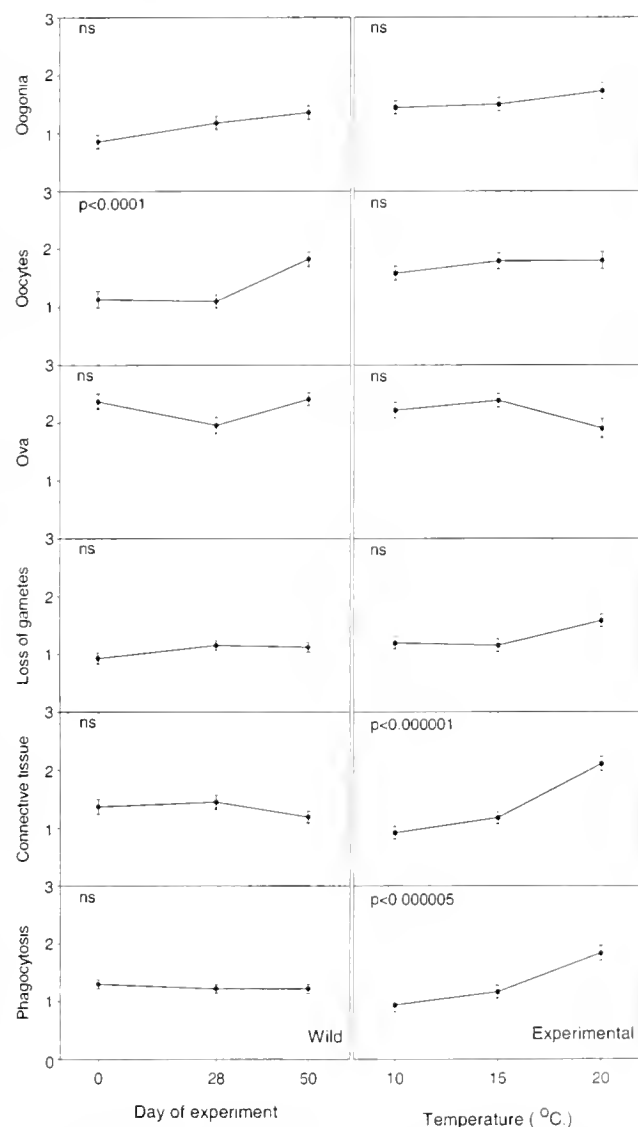 3
ns
ns
2
1
Oogonia
3
p<0.0001
ns
2
1
Oocytes
3
ns
ns
2
1
Ova
3
ns
ns
2
1
Loss of gametes
3
ns
p<0.000001
2
1
Connective tissue
3
ns
p<0 000005
2
1
0
Phagocytosis
Wild
Experimental
0 28 50
10 15 20
Day of experiment
Temperature ( °C.)